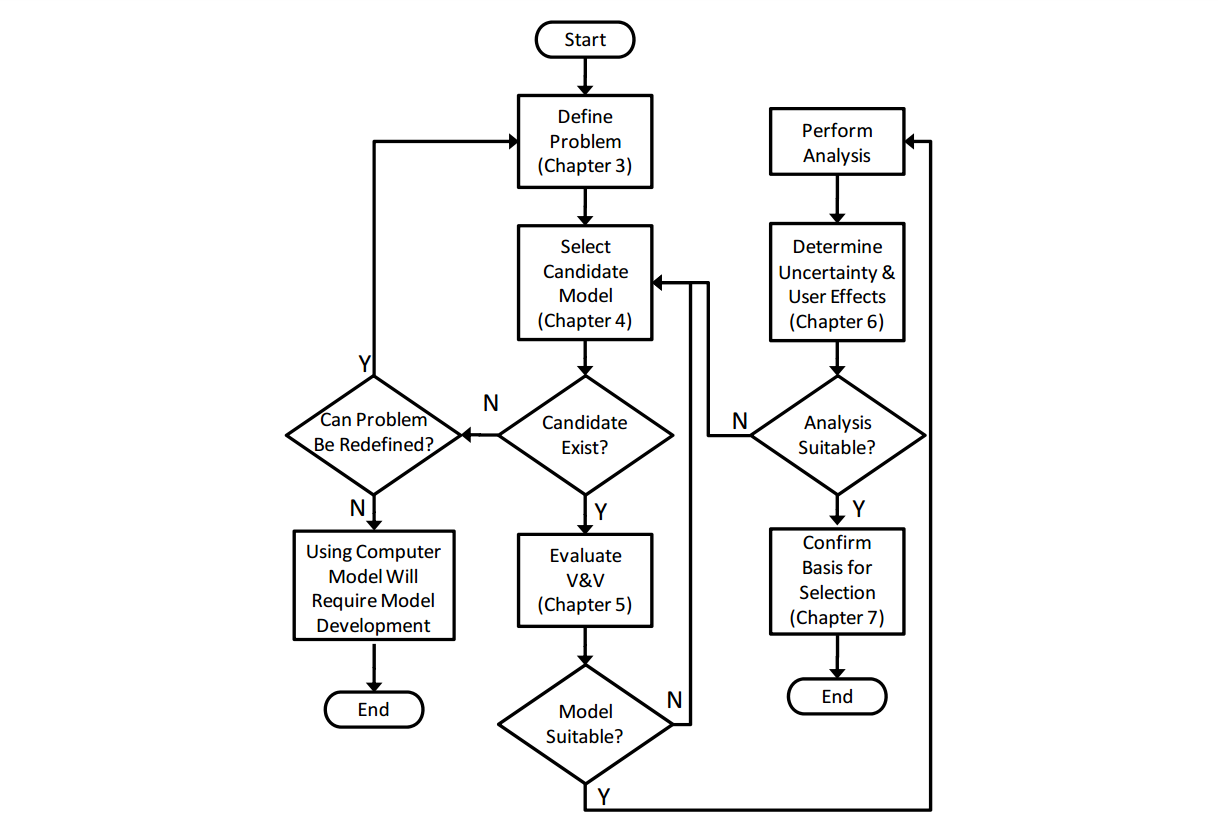 Start
Define
Problem
(Chapter 3)
Select
Candidate
Model
(Chapter 4)
Candidate
Exist?
N
Y
Can Problem
Be Redefined?
Y
N
Using Computer
Model Will
Require Model
Development
End
Evaluate
V&V
(Chapter 5)
Model
Suitable?
N
Y
Perform
Analysis
Determine
Uncertainty &
User Effects
(Chapter 6)
Analysis
Suitable?
N
Y
Confirm
Basis for
Selection
(Chapter 7)
End